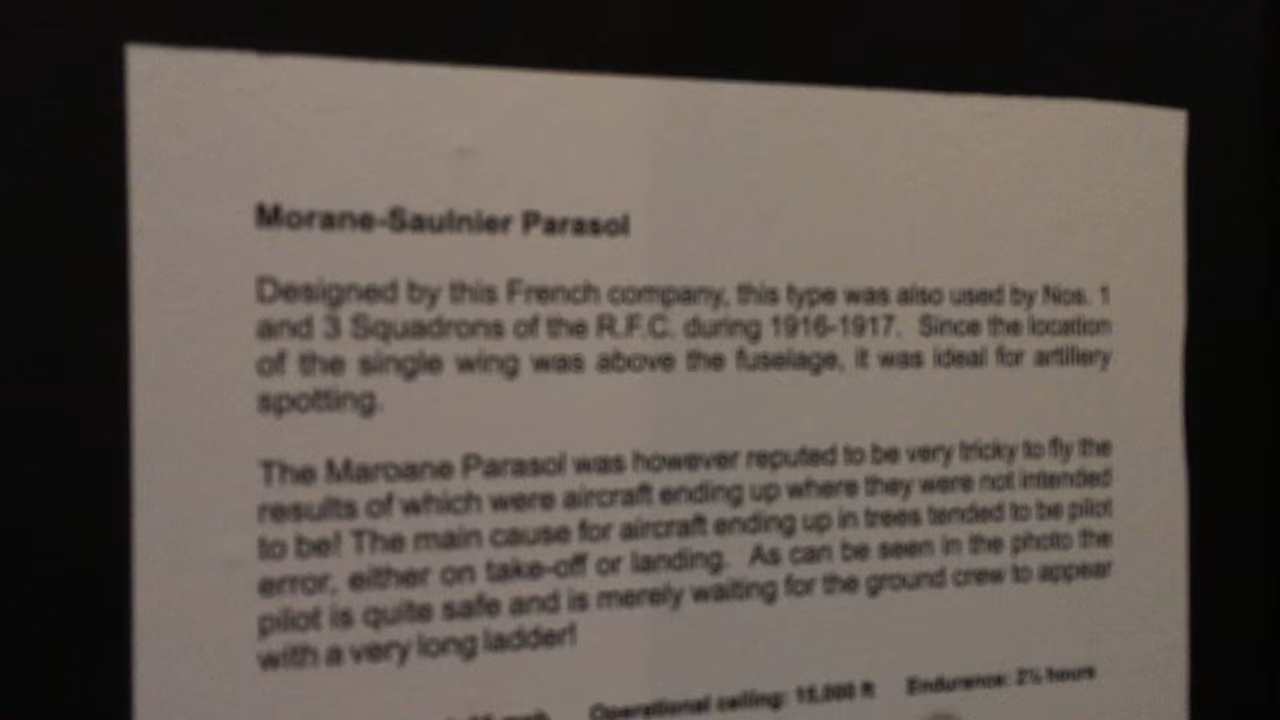 Morane-Saulnier Parasol
Designed by this French company, this type was also used by Nos. 1
and 3 Squadrons of the R.F.C. during 1916-1917. Since the location
of the single wing was above the fuselage, it was ideal for artillery
spotting.
The Maroane Parasol was however reputed to be very tricky to fly the
results of which were aircraft ending up where they were not intended
to be! The main cause for aircraft ending up in trees tended to be pilot
error, either on take-off or landing. As can be seen in the photo the
pilot is quite safe and is merely waiting for the ground crew to appear
with a very long ladder!
mph Operational ceiling: 15,000 ft Endurance: 2½ hours